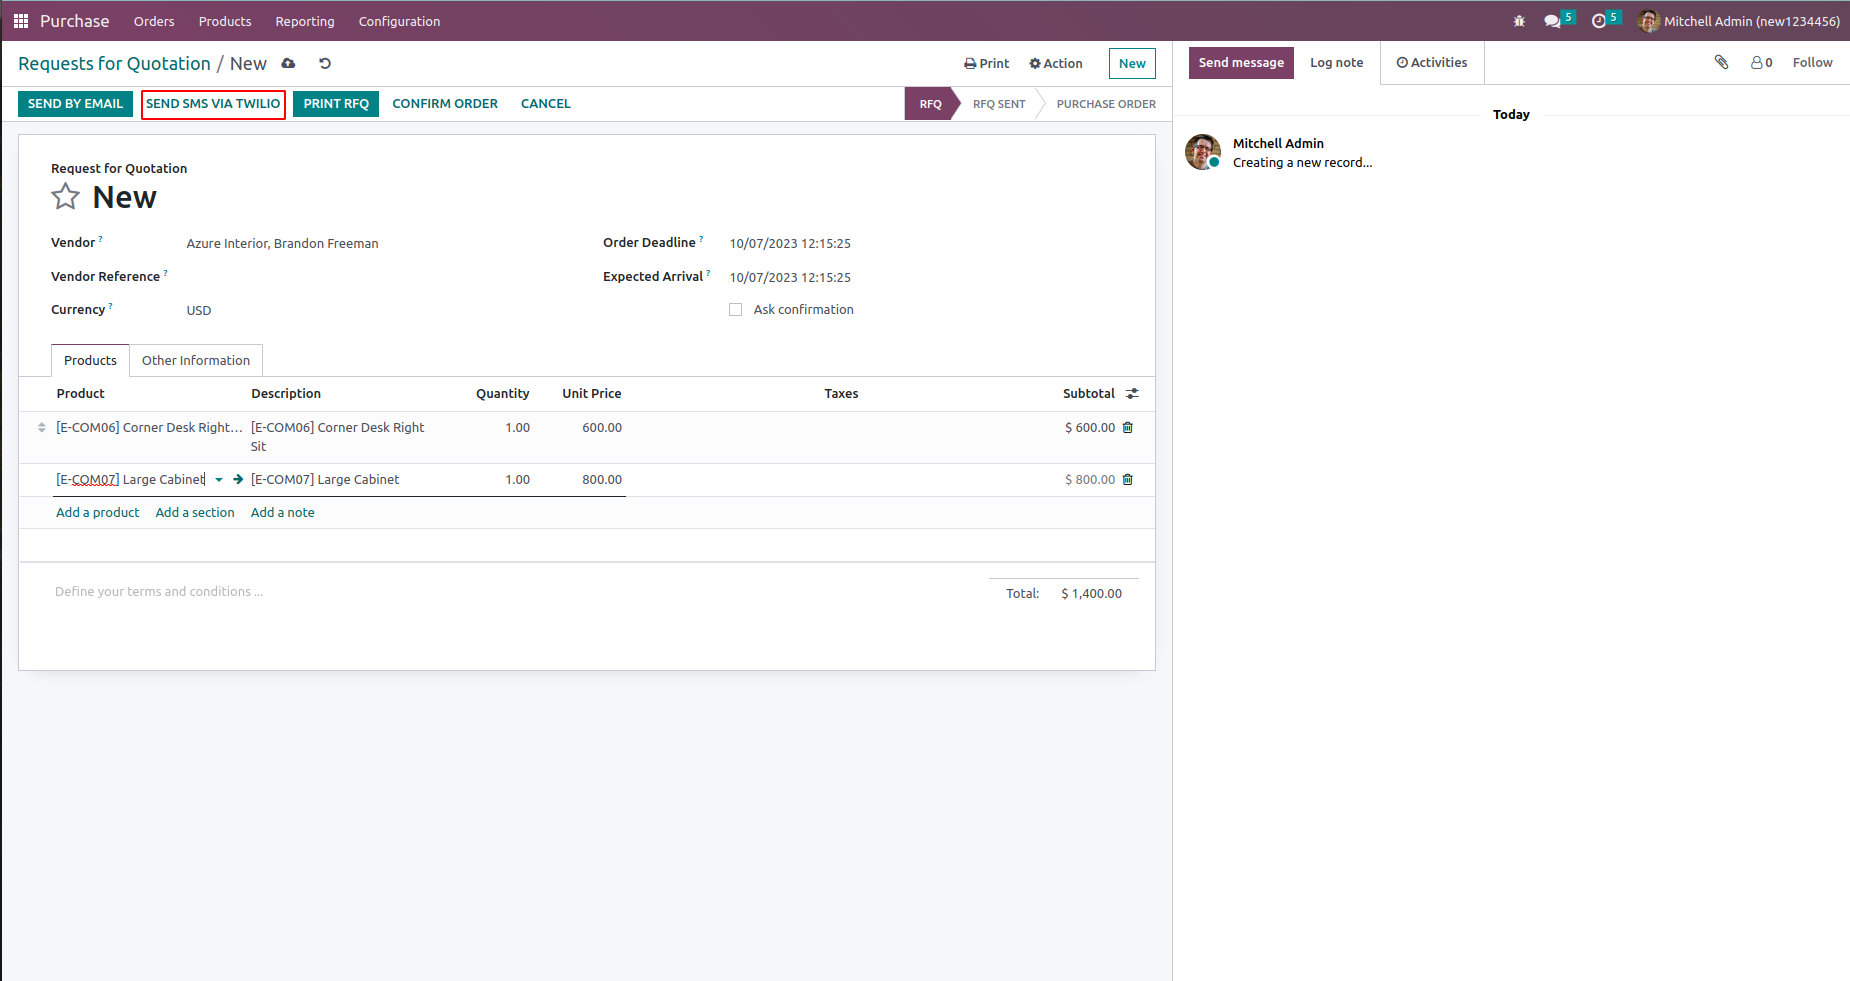 Purchase Orders Products Reporting Configuration 5 5 Mitchell Admin (new1234456)
Requests for Quotation / New Print Action New
SEND BY EMAIL SEND SMS VIA TWILIO PRINT RFQ CONFIRM ORDER CANCEL RFQ RFQ SENT PURCHASE ORDER
Request for Quotation
New
Vendor ? Azure Interior, Brandon Freeman Order Deadline ? 10/07/2023 12:15:25
Vendor Reference ? Expected Arrival ? 10/07/2023 12:15:25
Currency ? USD Ask confirmation
Products Other Information
Product Description Quantity Unit Price Taxes Subtotal
[E-COM06] Corner Desk Right... [E-COM06] Corner Desk Right 1.00 600.00 $ 600.00
Sit
[E-COM07] Large Cabinet [E-COM07] Large Cabinet 1.00 800.00 $ 800.00
Add a product Add a section Add a note
Define your terms and conditions ... Total: $ 1,400.00
Send message Log note Activities 0 Follow
Today
Mitchell Admin
Creating a new record...